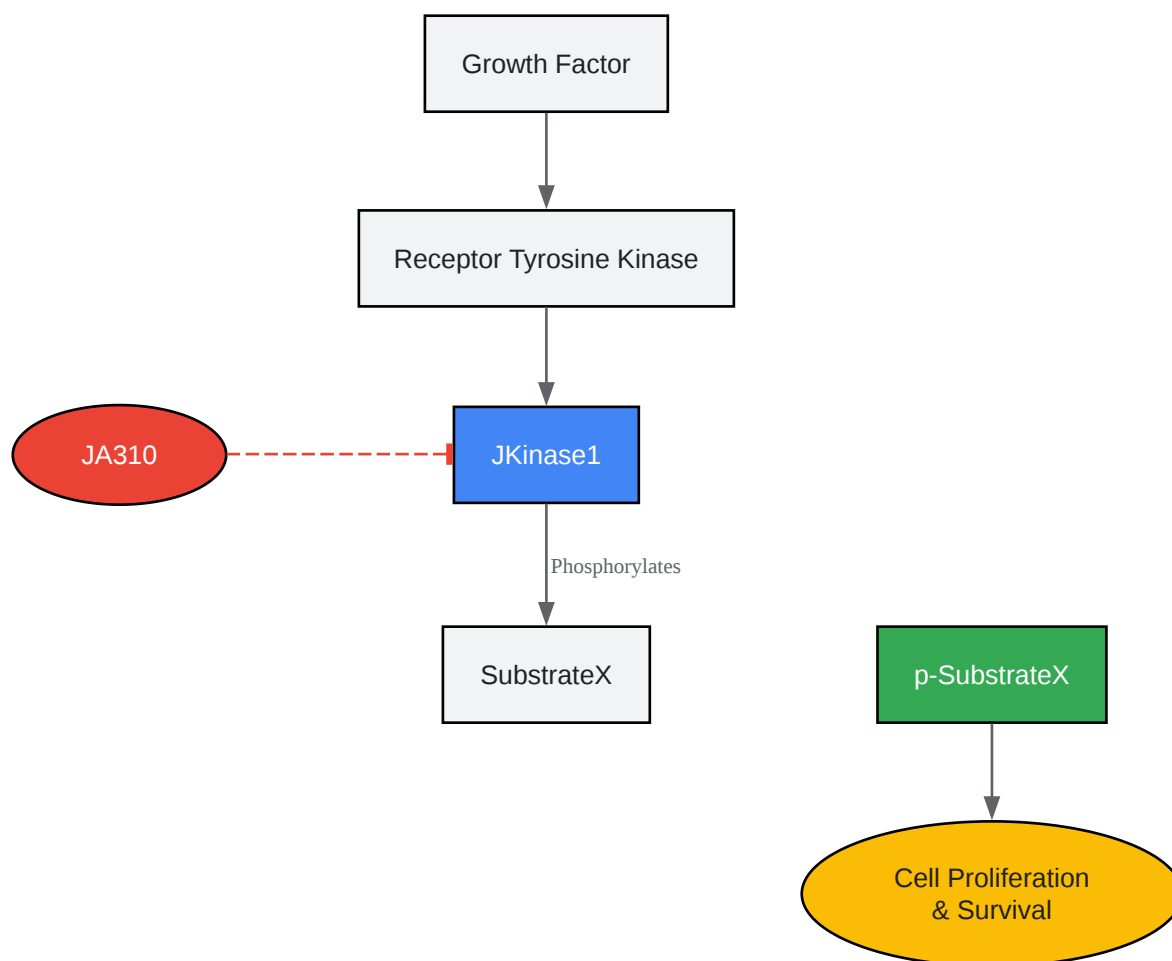 Growth Factor
Receptor Tyrosine Kinase
JA310
JKinase1
Phosphorylates
SubstrateX
p-SubstrateX
Cell Proliferation
& Survival